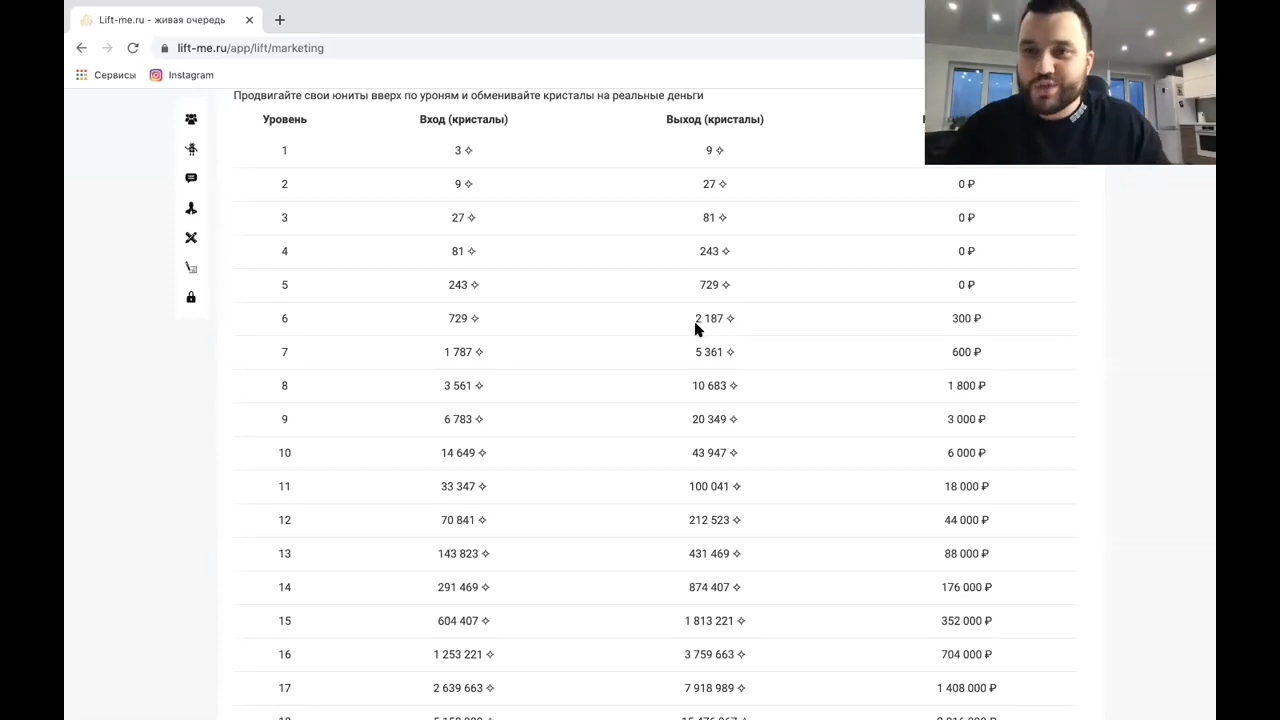 Lift-me.ru - живая очередь
lift-me.ru/app/lift/marketing
Сервисы Instagram
Продвигайте свои юниты вверх по уроням и обменивайте кристалы на реальные деньги
Уровень Вход (кристалы) Выход (кристалы)
1 3 ✧ 9 ✧
2 9 ✧ 27 ✧ 0 ₽
3 27 ✧ 81 ✧ 0 ₽
4 81 ✧ 243 ✧ 0 ₽
5 243 ✧ 729 ✧ 0 ₽
6 729 ✧ 2 187 ✧ 300 ₽
7 1 787 ✧ 5 361 ✧ 600 ₽
8 3 561 ✧ 10 683 ✧ 1 800 ₽
9 6 783 ✧ 20 349 ✧ 3 000 ₽
10 14 649 ✧ 43 947 ✧ 6 000 ₽
11 33 347 ✧ 100 041 ✧ 18 000 ₽
12 70 841 ✧ 212 523 ✧ 44 000 ₽
13 143 823 ✧ 431 469 ✧ 88 000 ₽
14 291 469 ✧ 874 407 ✧ 176 000 ₽
15 604 407 ✧ 1 813 221 ✧ 352 000 ₽
16 1 253 221 ✧ 3 759 663 ✧ 704 000 ₽
17 2 639 663 ✧ 7 918 989 ✧ 1 408 000 ₽